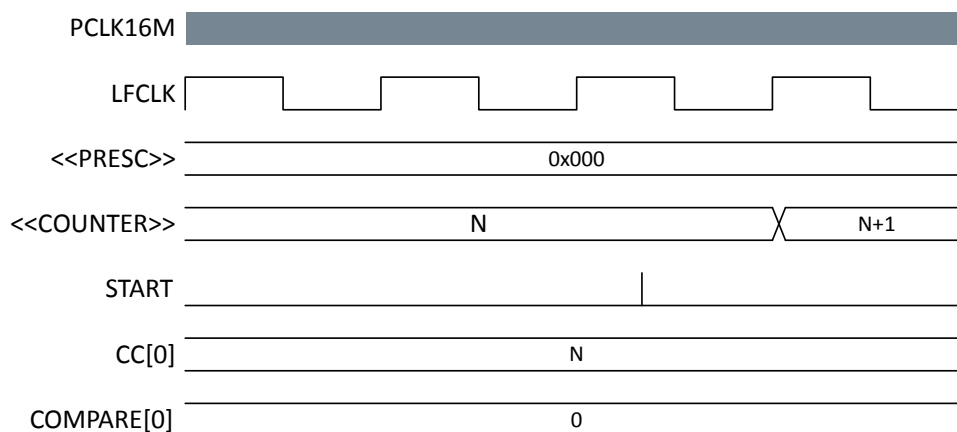 PCLK16M
LFCLK
<<PRESC>> 0x000
<<COUNTER>> N N+1
START
CC[0] N
COMPARE[0] 0